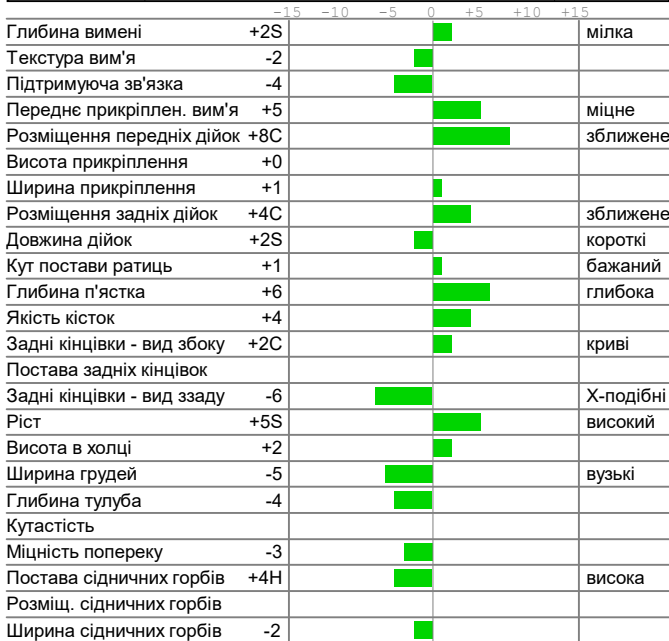 -15 -10 -5 0 +5 +10 +15
Глибина вимені +2S мілка
Текстура вим'я -2
Підтримуюча зв'язка -4
Переднє прикріплен. вим'я +5 міцне
Розміщення передніх дійок +8C зближене
Висота прикріплення +0
Ширина прикріплення +1
Розміщення задніх дійок +4C зближене
Довжина дійок +2S короткі
Кут постави ратиць +1 бажаний
Глибина п'ястка +6 глибока
Якість кісток +4
Задні кінцівки - вид збоку +2C криві
Постава задніх кінцівок
Задні кінцівки - вид ззаду -6 Х-подібні
Ріст +5S високий
Висота в холці +2
Ширина грудей -5 вузькі
Глибина тулуба -4
Кутастість
Міцність попереку -3
Постава сідничних горбів +4H висока
Розміщ. сідничних горбів
Ширина сідничних горбів -2